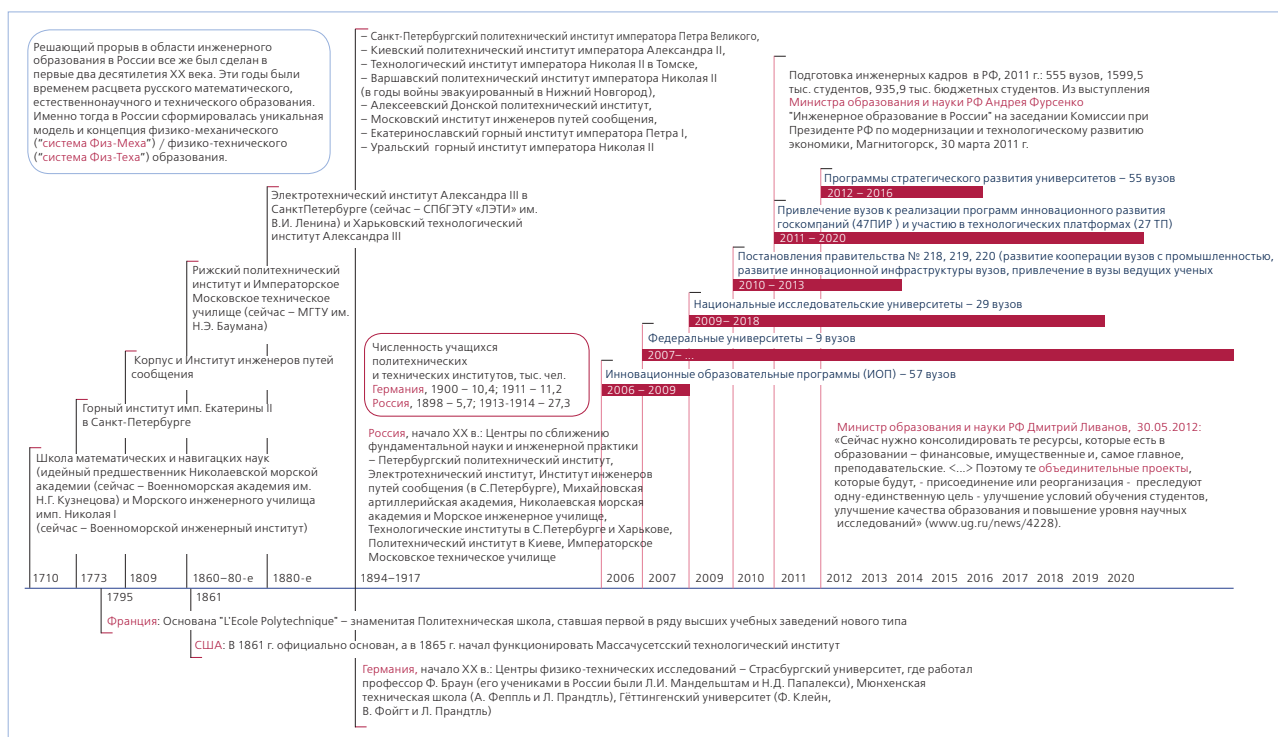 Решающий прорыв в области инженерного
образования в России все же был сделан в
первые два десятилетия XX века. Эти годы были
временем расцвета русского математического,
естественнонаучного и технического образования.
Именно тогда в России сформировалась уникальная
модель и концепция физико-механического
("система Физ-Меха") / физико-технического
("система Физ-Теха") образования.
– Санкт-Петербургский политехнический институт императора Петра Великого,
– Киевский политехнический институт императора Александра II,
– Технологический институт императора Николая II в Томске,
– Варшавский политехнический институт императора Николая II
(в годы войны эвакуированный в Нижний Новгород),
– Алексеевский Донской политехнический институт,
– Московский институт инженеров путей сообщения,
– Екатеринославский горный институт императора Петра I,
– Уральский горный институт императора Николая II
Подготовка инженерных кадров в РФ, 2011 г.: 555 вузов, 1599,5
тыс. студентов, 935,9 тыс. бюджетных студентов. Из выступления
Министра образования и науки РФ Андрея Фурсенко
"Инженерное образование в России" на заседании Комиссии при
Президенте РФ по модернизации и технологическому развитию
экономики, Магнитогорск, 30 марта 2011 г.
Программы стратегического развития университетов – 55 вузов
2012 – 2016
Привлечение вузов к реализации программ инновационного развития
госкомпаний (47ПИР ) и участию в технологических платформах (27 ТП)
2011 – 2020
Постановления правительства № 218, 219, 220 (развитие кооперации вузов с промышленностью,
развитие инновационной инфраструктуры вузов, привлечение в вузы ведущих ученых
2010 – 2013
Национальные исследовательские университеты – 29 вузов
2009– 2018
Федеральные университеты – 9 вузов
2007– ...
Инновационные образовательные программы (ИОП) – 57 вузов
2006 – 2009
Электротехнический институт Александра III в
СанктПетербурге (сейчас – СПбГЭТУ «ЛЭТИ» им.
В.И. Ленина) и Харьковский технологический
институт Александра III
Рижский политехнический
институт и Императорское
Московское техническое
училище (сейчас – МГТУ им.
Н.Э. Баумана)
Корпус и Институт инженеров путей
сообщения
Горный институт им. Екатерины II
в Санкт-Петербурге
Школа математических и навигацких наук
(идейный предшественник Николаевской морской
академии (сейчас – Военноморская академия им.
Н.Г. Кузнецова) и Морского инженерного училища
имп. Николая I
(сейчас – Военноморской инженерный институт)
Численность учащихся
политехнических
и технических институтов, тыс. чел.
Германия, 1900 – 10,4; 1911 – 11,2
Россия, 1898 – 5,7; 1913-1914 – 27,3
Россия, начало XX в.: Центры по сближению
фундаментальной науки и инженерной практики
– Петербургский политехнический институт,
Электротехнический институт, Институт инженеров
путей сообщения (в С.Петербурге), Михайловская
артиллерийская академия, Николаевская морская
академия и Морское инженерное училище,
Технологические институты в С.Петербурге и Харькове,
Политехнический институт в Киеве, Императорское
Московское техническое училище
Министр образования и науки РФ Дмитрий Ливанов, 30.05.2012:
«Сейчас нужно консолидировать те ресурсы, которые есть в
образовании – финансовые, имущественные и, самое главное,
преподавательские. <...> Поэтому те объединительные проекты,
которые будут, - присоединение или реорганизация - преследуют
одну-единственную цель - улучшение условий обучения студентов,
улучшение качества образования и повышение уровня научных
исследований» (www.ug.ru/news/4228).
1710 1773 1809 1860–80-е 1880-е 1894–1917 2006 2007 2009 2010 2011 2012 2013 2014 2015 2016 2017 2018 2019 2020
1795 1861
Франция: Основана "L'Ecole Polytechnique" – знаменитая Политехническая школа, ставшая первой в ряду высших учебных заведений нового типа
США: В 1861 г. официально основан, а в 1865 г. начал функционировать Массачусетсский технологический институт
Германия, начало XX в.: Центры физико-технических исследований – Страсбургский университет, где работал
профессор Ф. Браун (его учениками в России были Л.И. Мандельштам и Н.Д. Папалекси), Мюнхенская
техническая школа (А. Феппль и Л. Прандтль), Гёттингенский университет (Ф. Клейн,
В. Фойгт и Л. Прандтль)